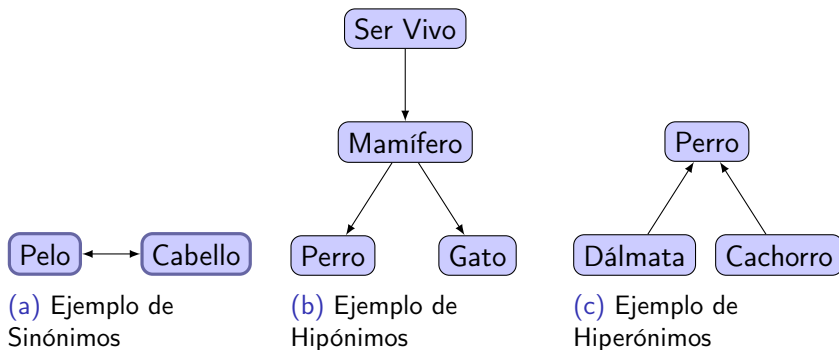 Ser Vivo
Mamífero
Perro
Perro
Gato
Dálmata
Cachorro
Pelo
Cabello
(a) Ejemplo de
Sinónimos
(b) Ejemplo de
Hipónimos
(c) Ejemplo de
Hiperónimos